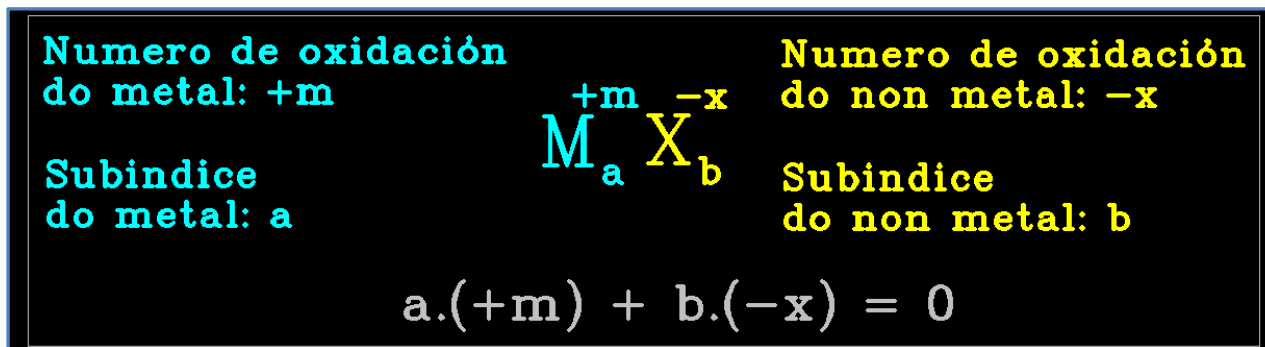 Numero de oxidación
do metal: +m
Subindice
do metal: a
+m −x
M a X b
Numero de oxidación
do non metal: −x
Subindice
do non metal: b
a.(+m) + b.(−x) = 0